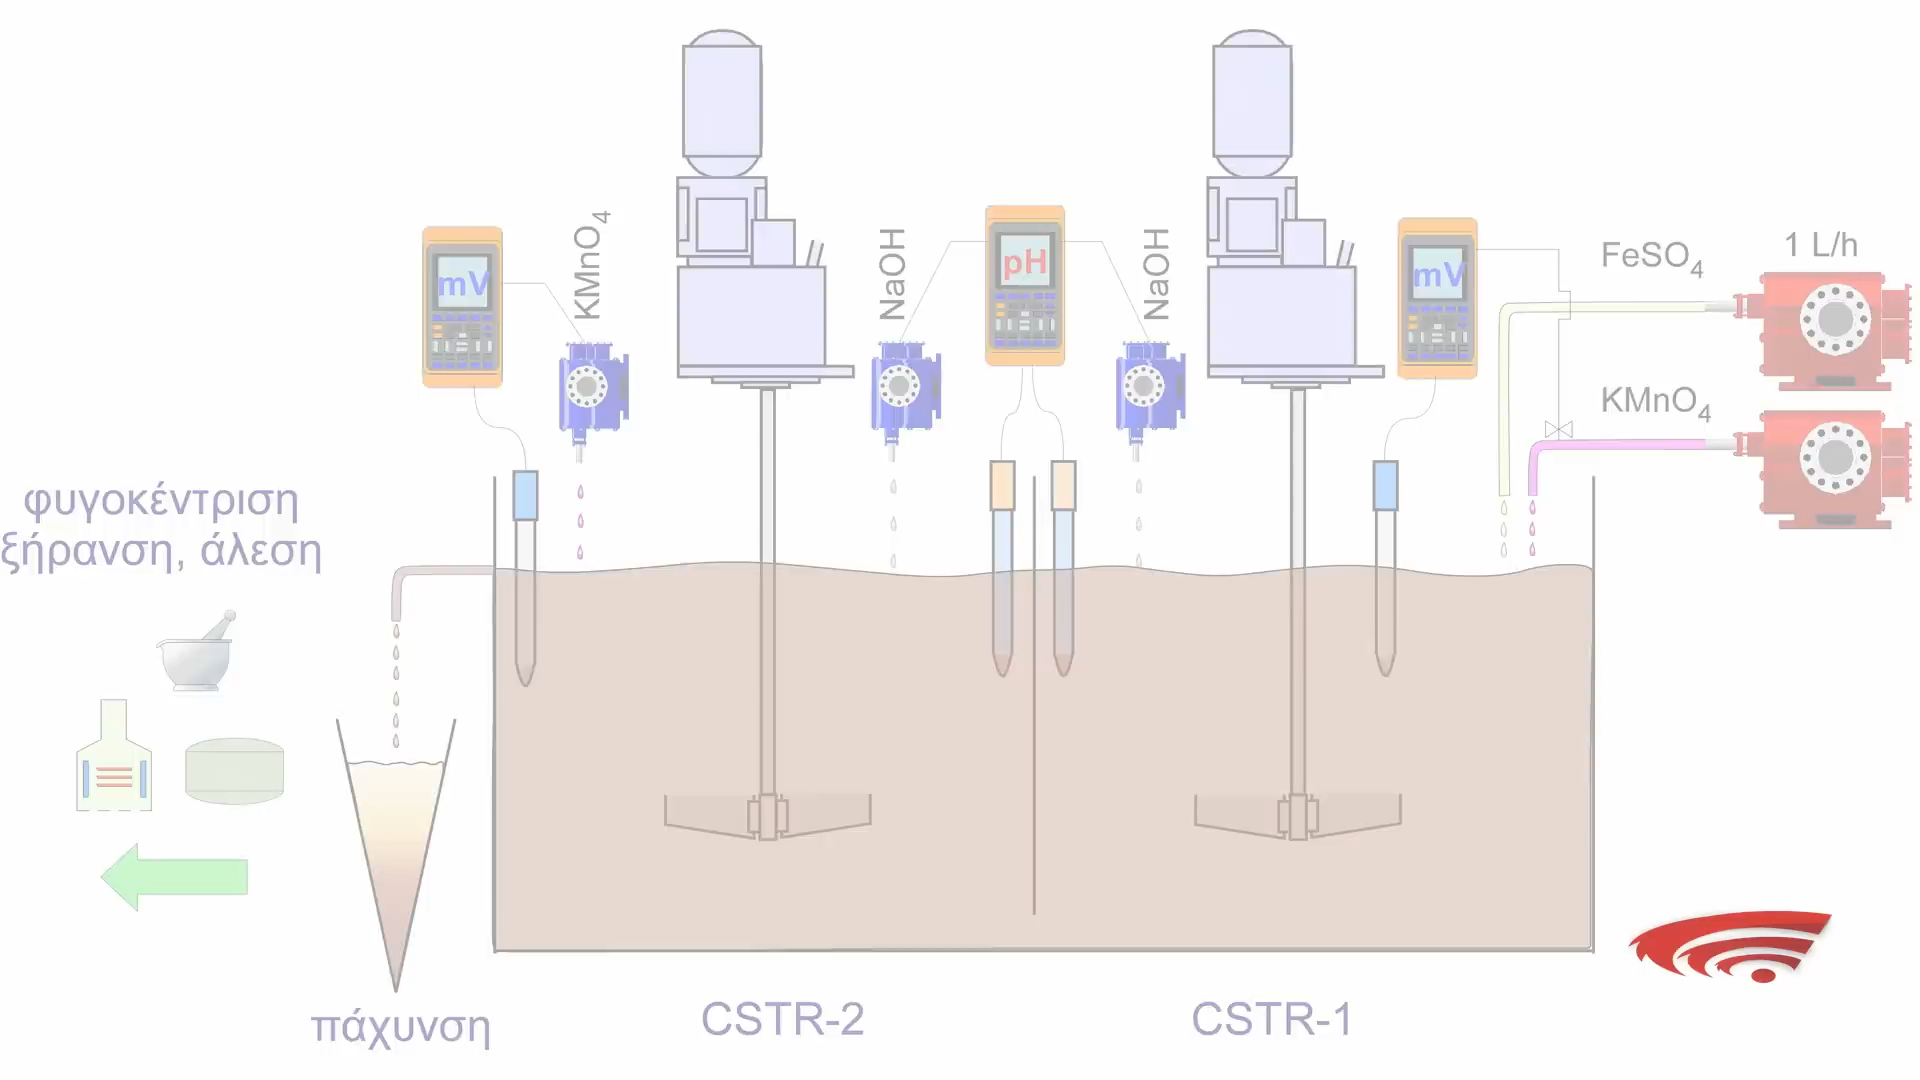 KMnO4
NaOH
NaOH
mV
pH
mV
FeSO4
1 L/h
KMnO4
φυγοκέντριση
ξήρανση, άλεση
πάχυνση
CSTR-2
CSTR-1